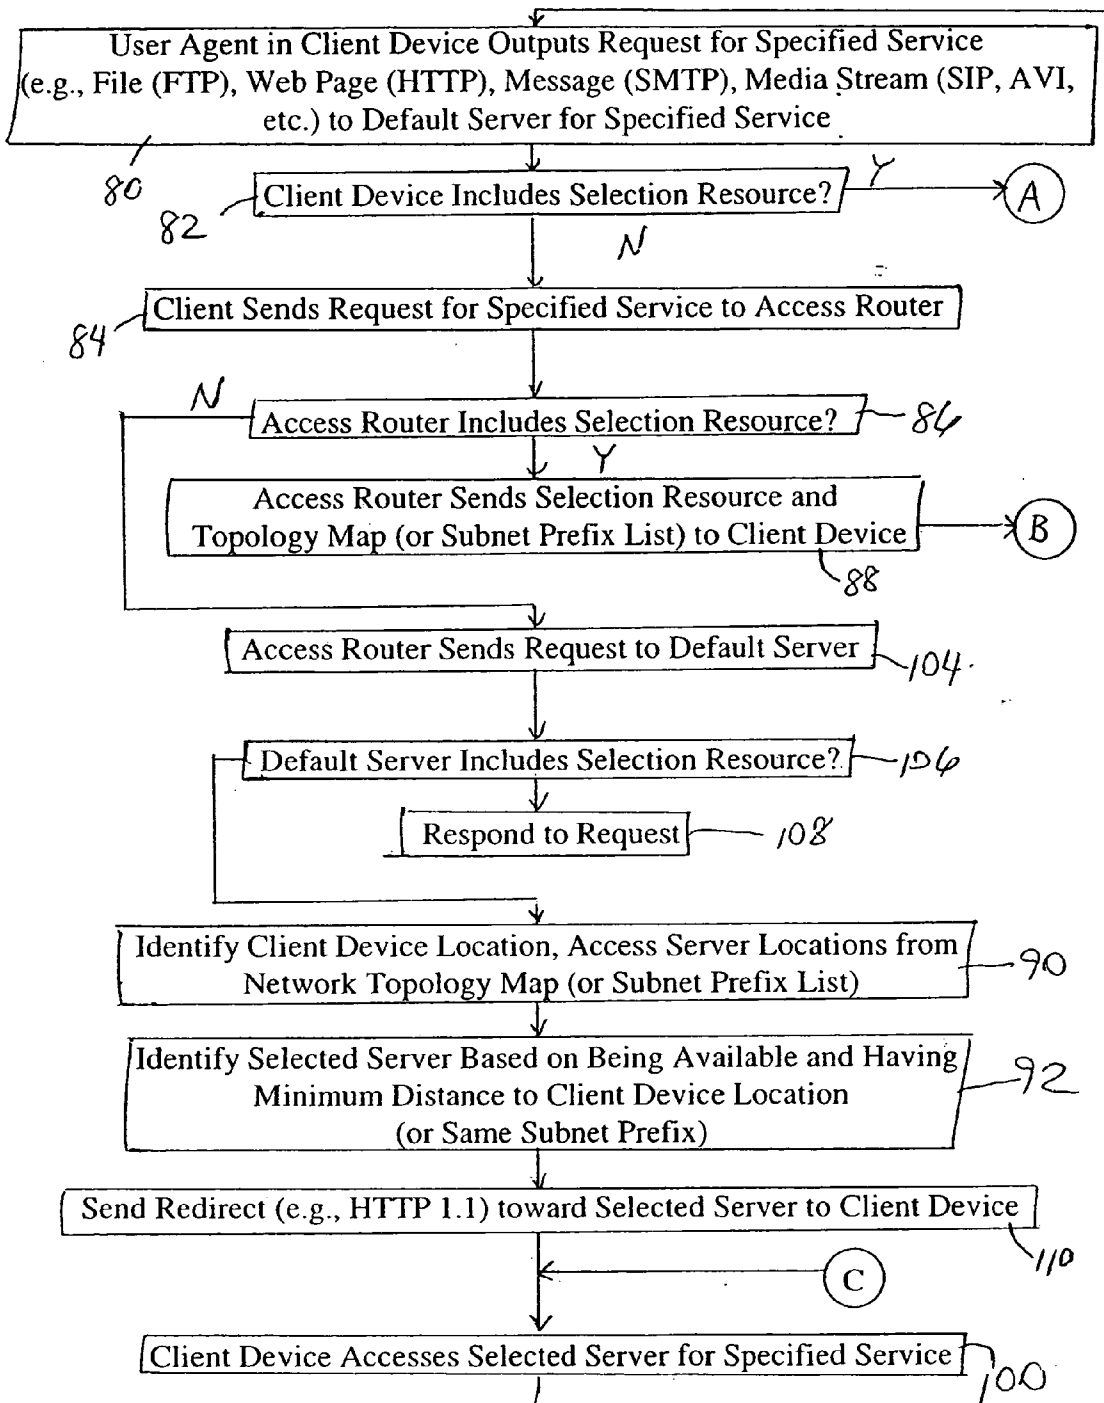 User Agent in Client Device Outputs Request for Specified Service
(e.g., File (FTP), Web Page (HTTP), Message (SMTP), Media Stream (SIP, AVI,
etc.) to Default Server for Specified Service
80
Client Device Includes Selection Resource?
Y
A
82
N
Client Sends Request for Specified Service to Access Router
84
N
Access Router Includes Selection Resource?
86
Y
Access Router Sends Selection Resource and
Topology Map (or Subnet Prefix List) to Client Device
B
88
Access Router Sends Request to Default Server
104
Default Server Includes Selection Resource?
106
Respond to Request
108
Identify Client Device Location, Access Server Locations from
Network Topology Map (or Subnet Prefix List)
90
Identify Selected Server Based on Being Available and Having
Minimum Distance to Client Device Location
(or Same Subnet Prefix)
92
Send Redirect (e.g., HTTP 1.1) toward Selected Server to Client Device
110
C
Client Device Accesses Selected Server for Specified Service
100